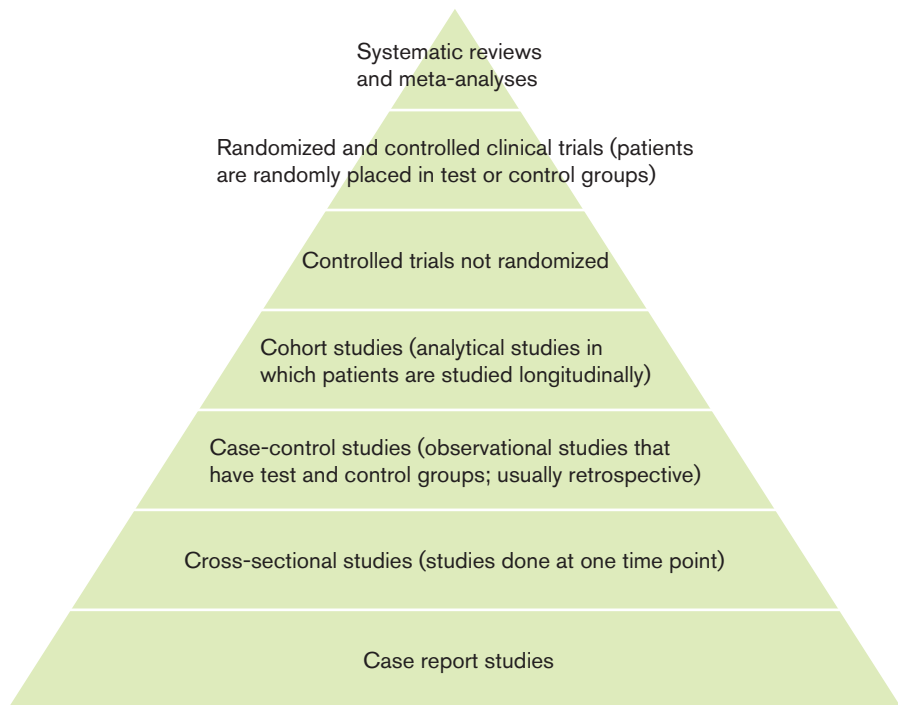 Systematic reviews
and meta-analyses
Randomized and controlled clinical trials (patients
are randomly placed in test or control groups)
Controlled trials not randomized
Cohort studies (analytical studies in
which patients are studied longitudinally)
Case-control studies (observational studies that
have test and control groups; usually retrospective)
Cross-sectional studies (studies done at one time point)
Case report studies